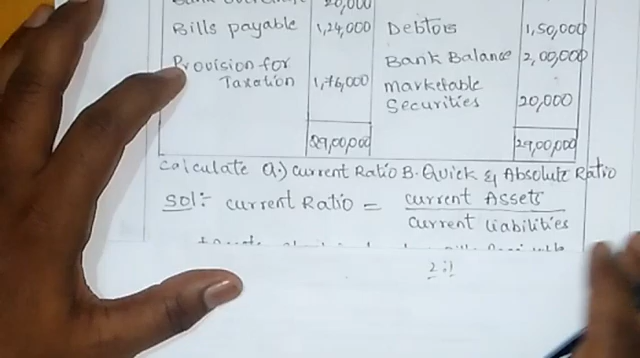 20,000
Bills payable 1,24,000 Debtors 1,50,000
Provision for Bank Balance 2,00,000
Taxation 1,76,000 marketable
Securities 20,000
29,00,000 29,00,000
Calculate a.) Current Ratio B. Quick & Absolute Ratio
Sol:- current Ratio = current Assets
current liabilities
2:1